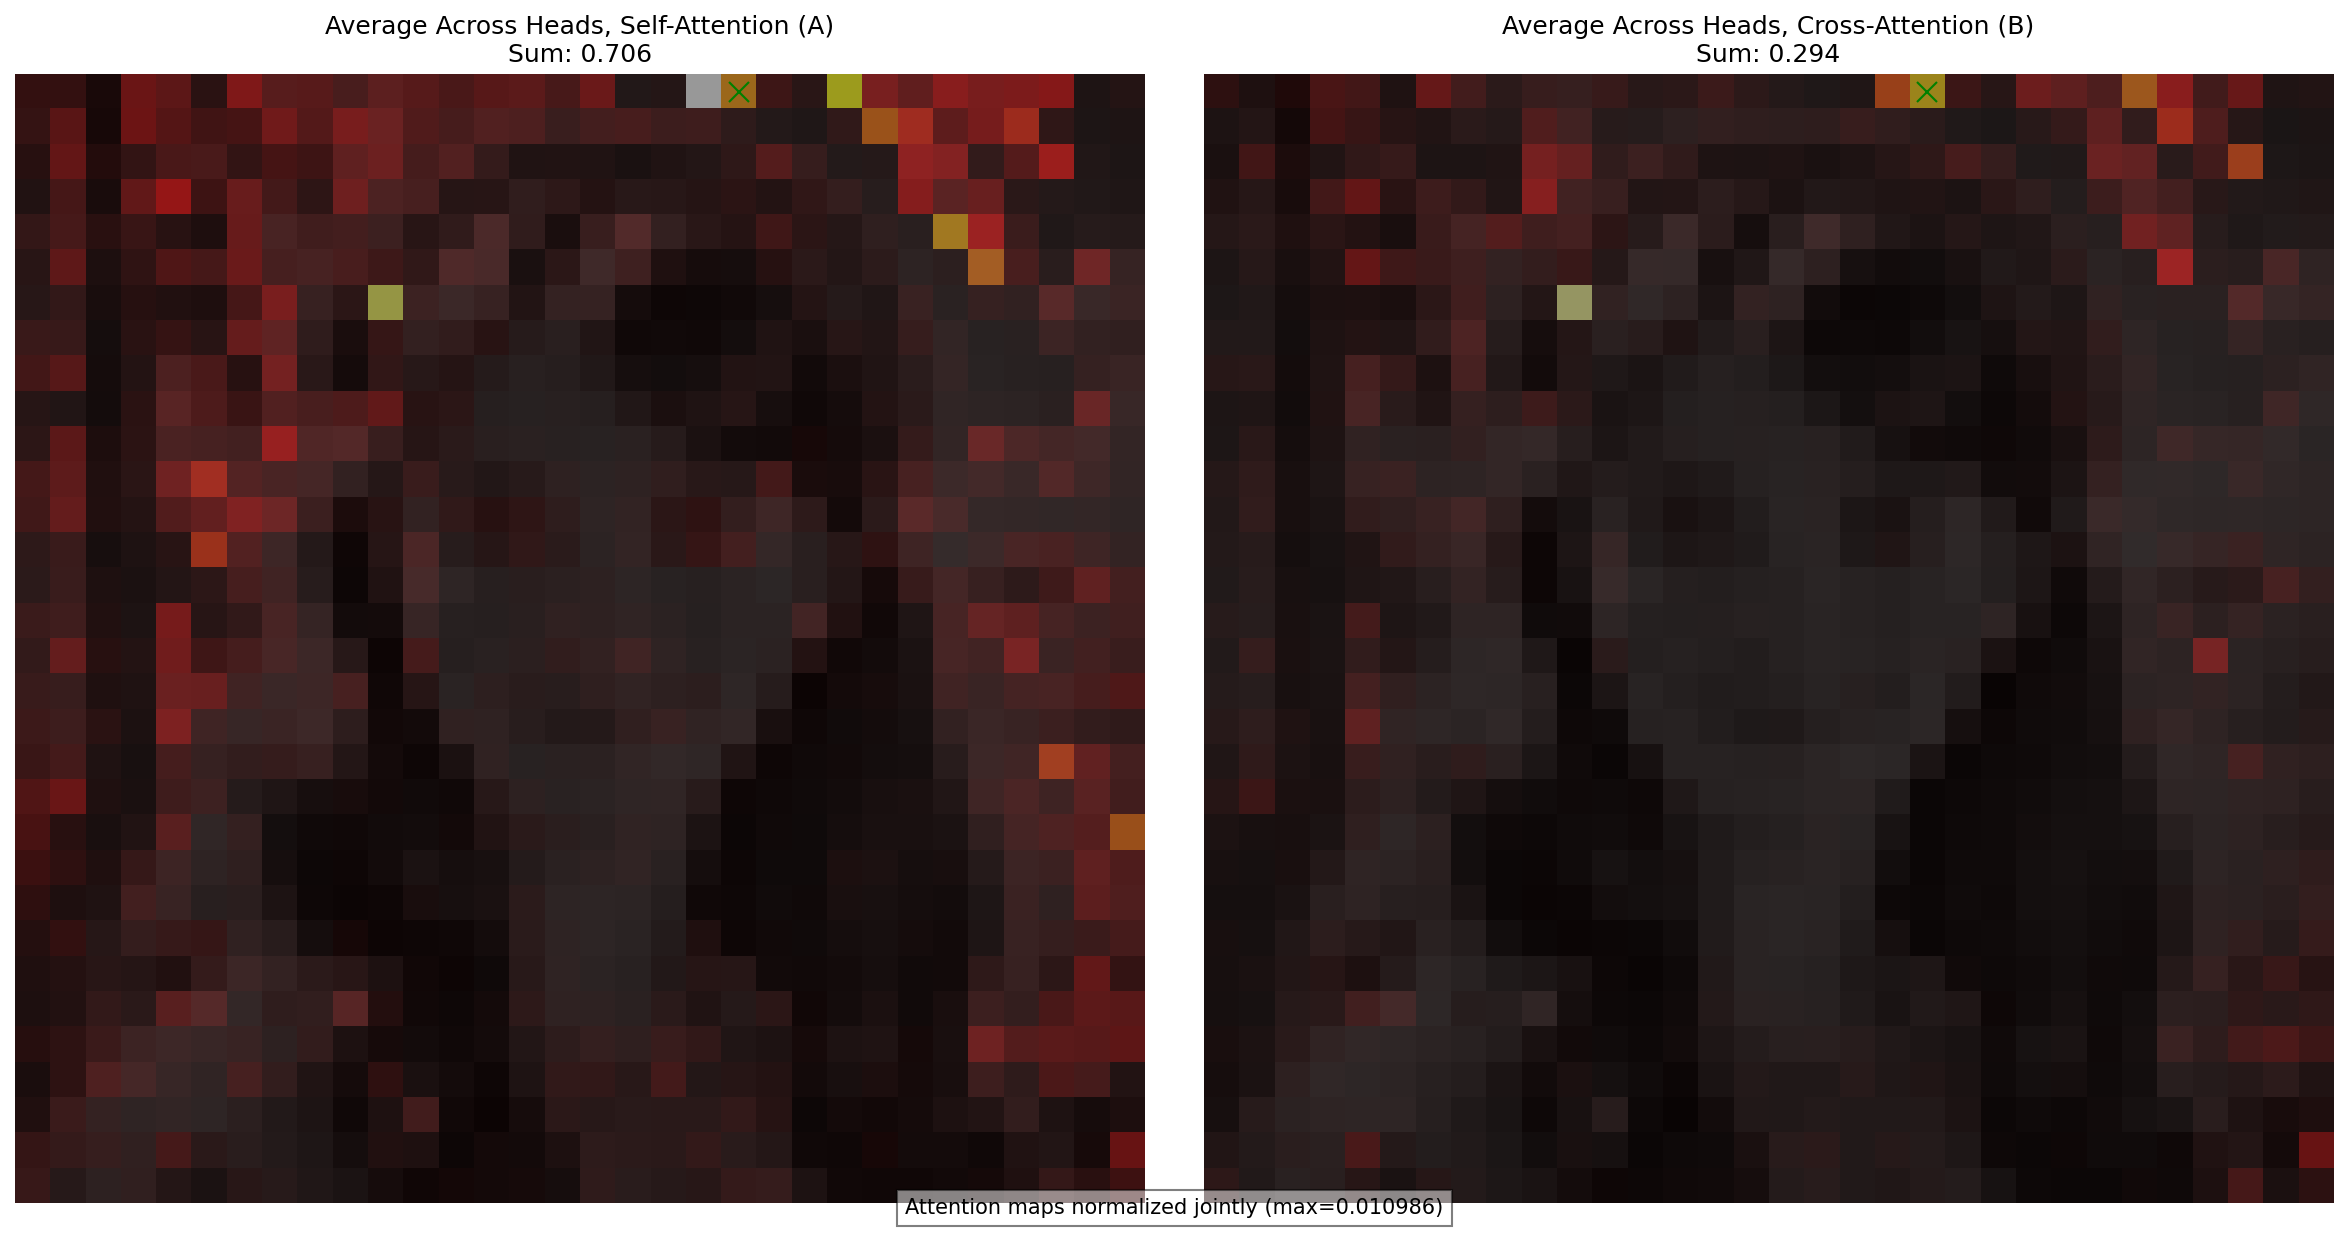 Average Across Heads, Self-Attention (A)
Sum: 0.706
Average Across Heads, Cross-Attention (B)
Sum: 0.294
Attention maps normalized jointly (max=0.010986)